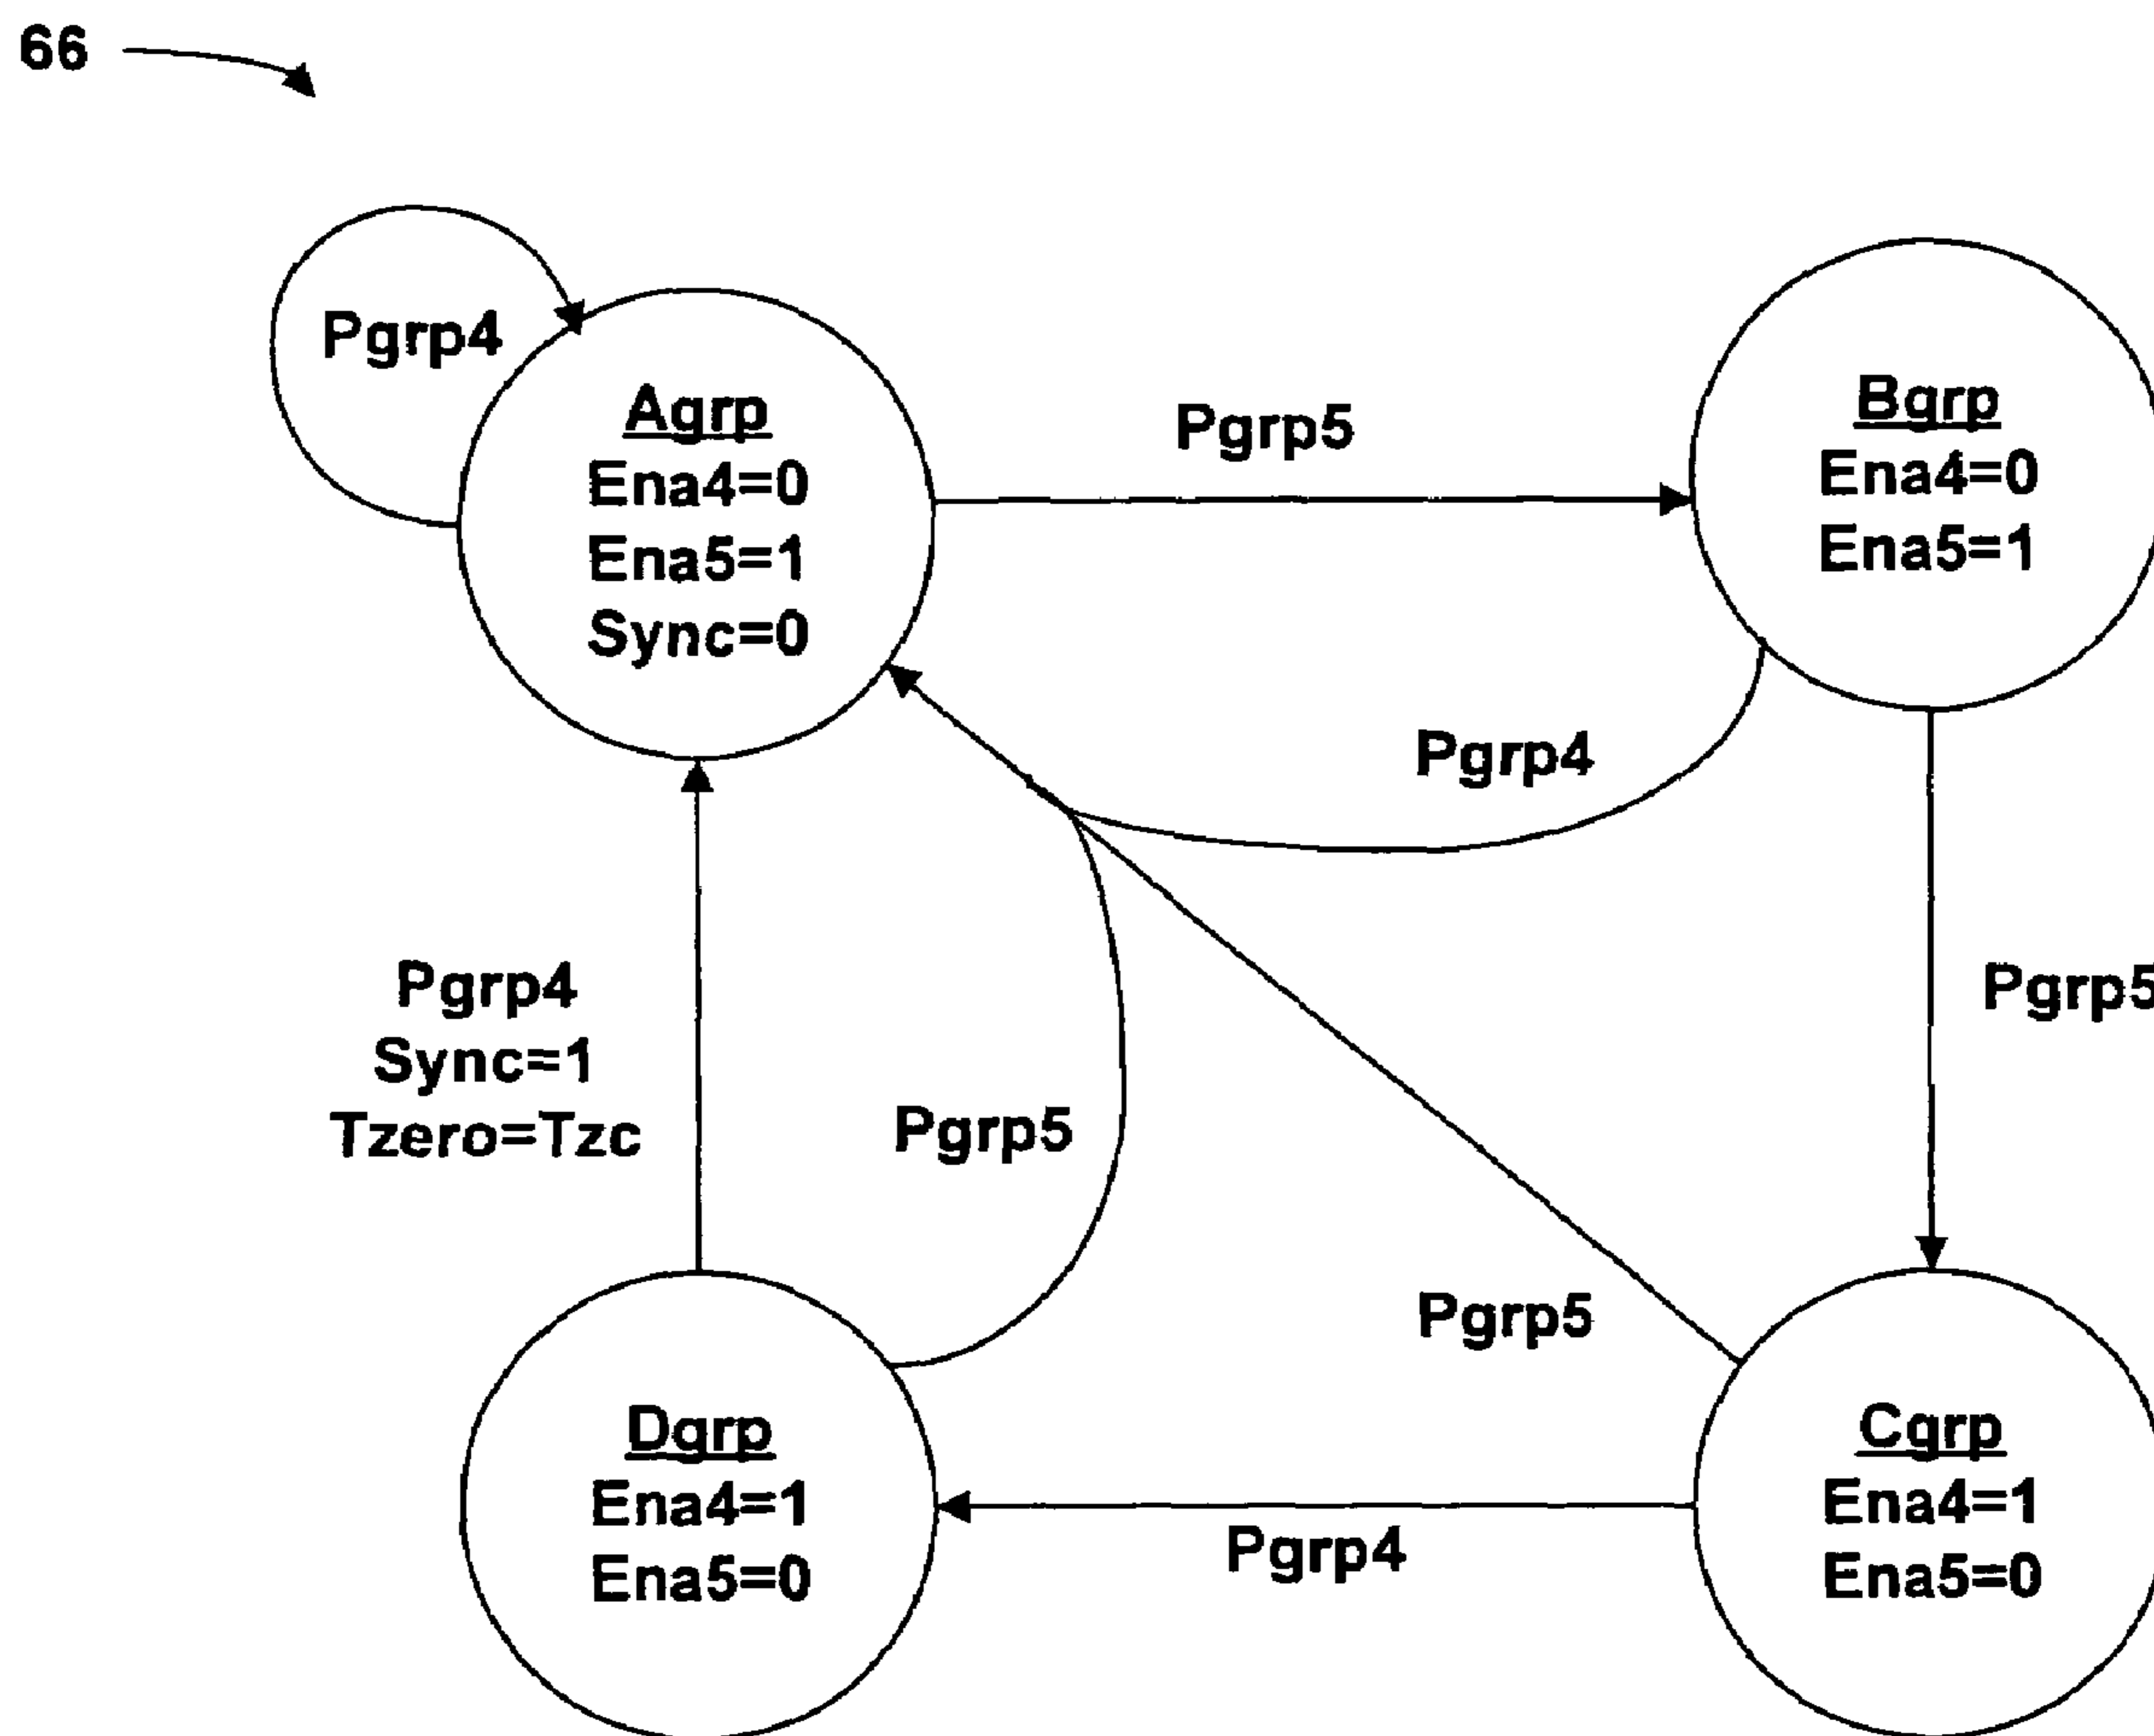 66
Pgrp4
Agrp
Ena4=0
Ena5=1
Sync=0
Pgrp5
Bgrp
Ena4=0
Ena5=1
Pgrp4
Pgrp5
Pgrp4
Sync=1
Tzero=Tzc
Pgrp5
Pgrp5
Dgrp
Ena4=1
Ena5=0
Pgrp4
Cgrp
Ena4=1
Ena5=0